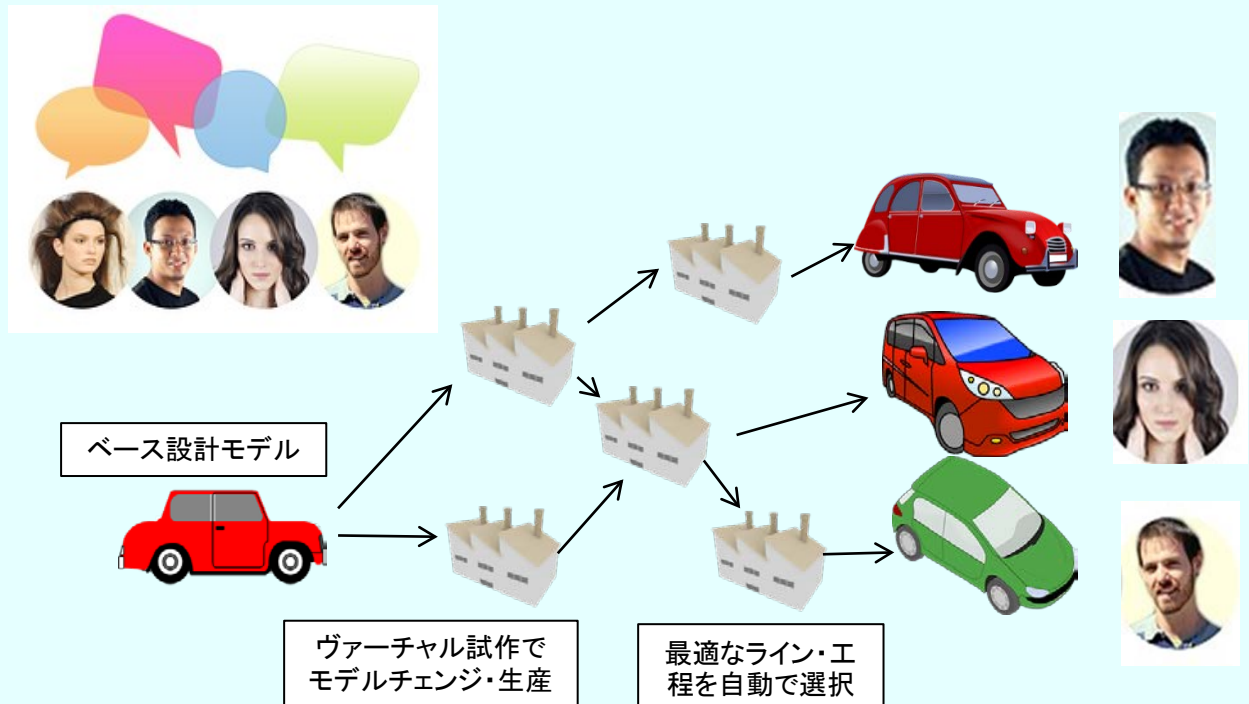 ベース設計モデル
ヴァーチャル試作で
モデルチェンジ・生産
最適なライン・工
程を自動で選択